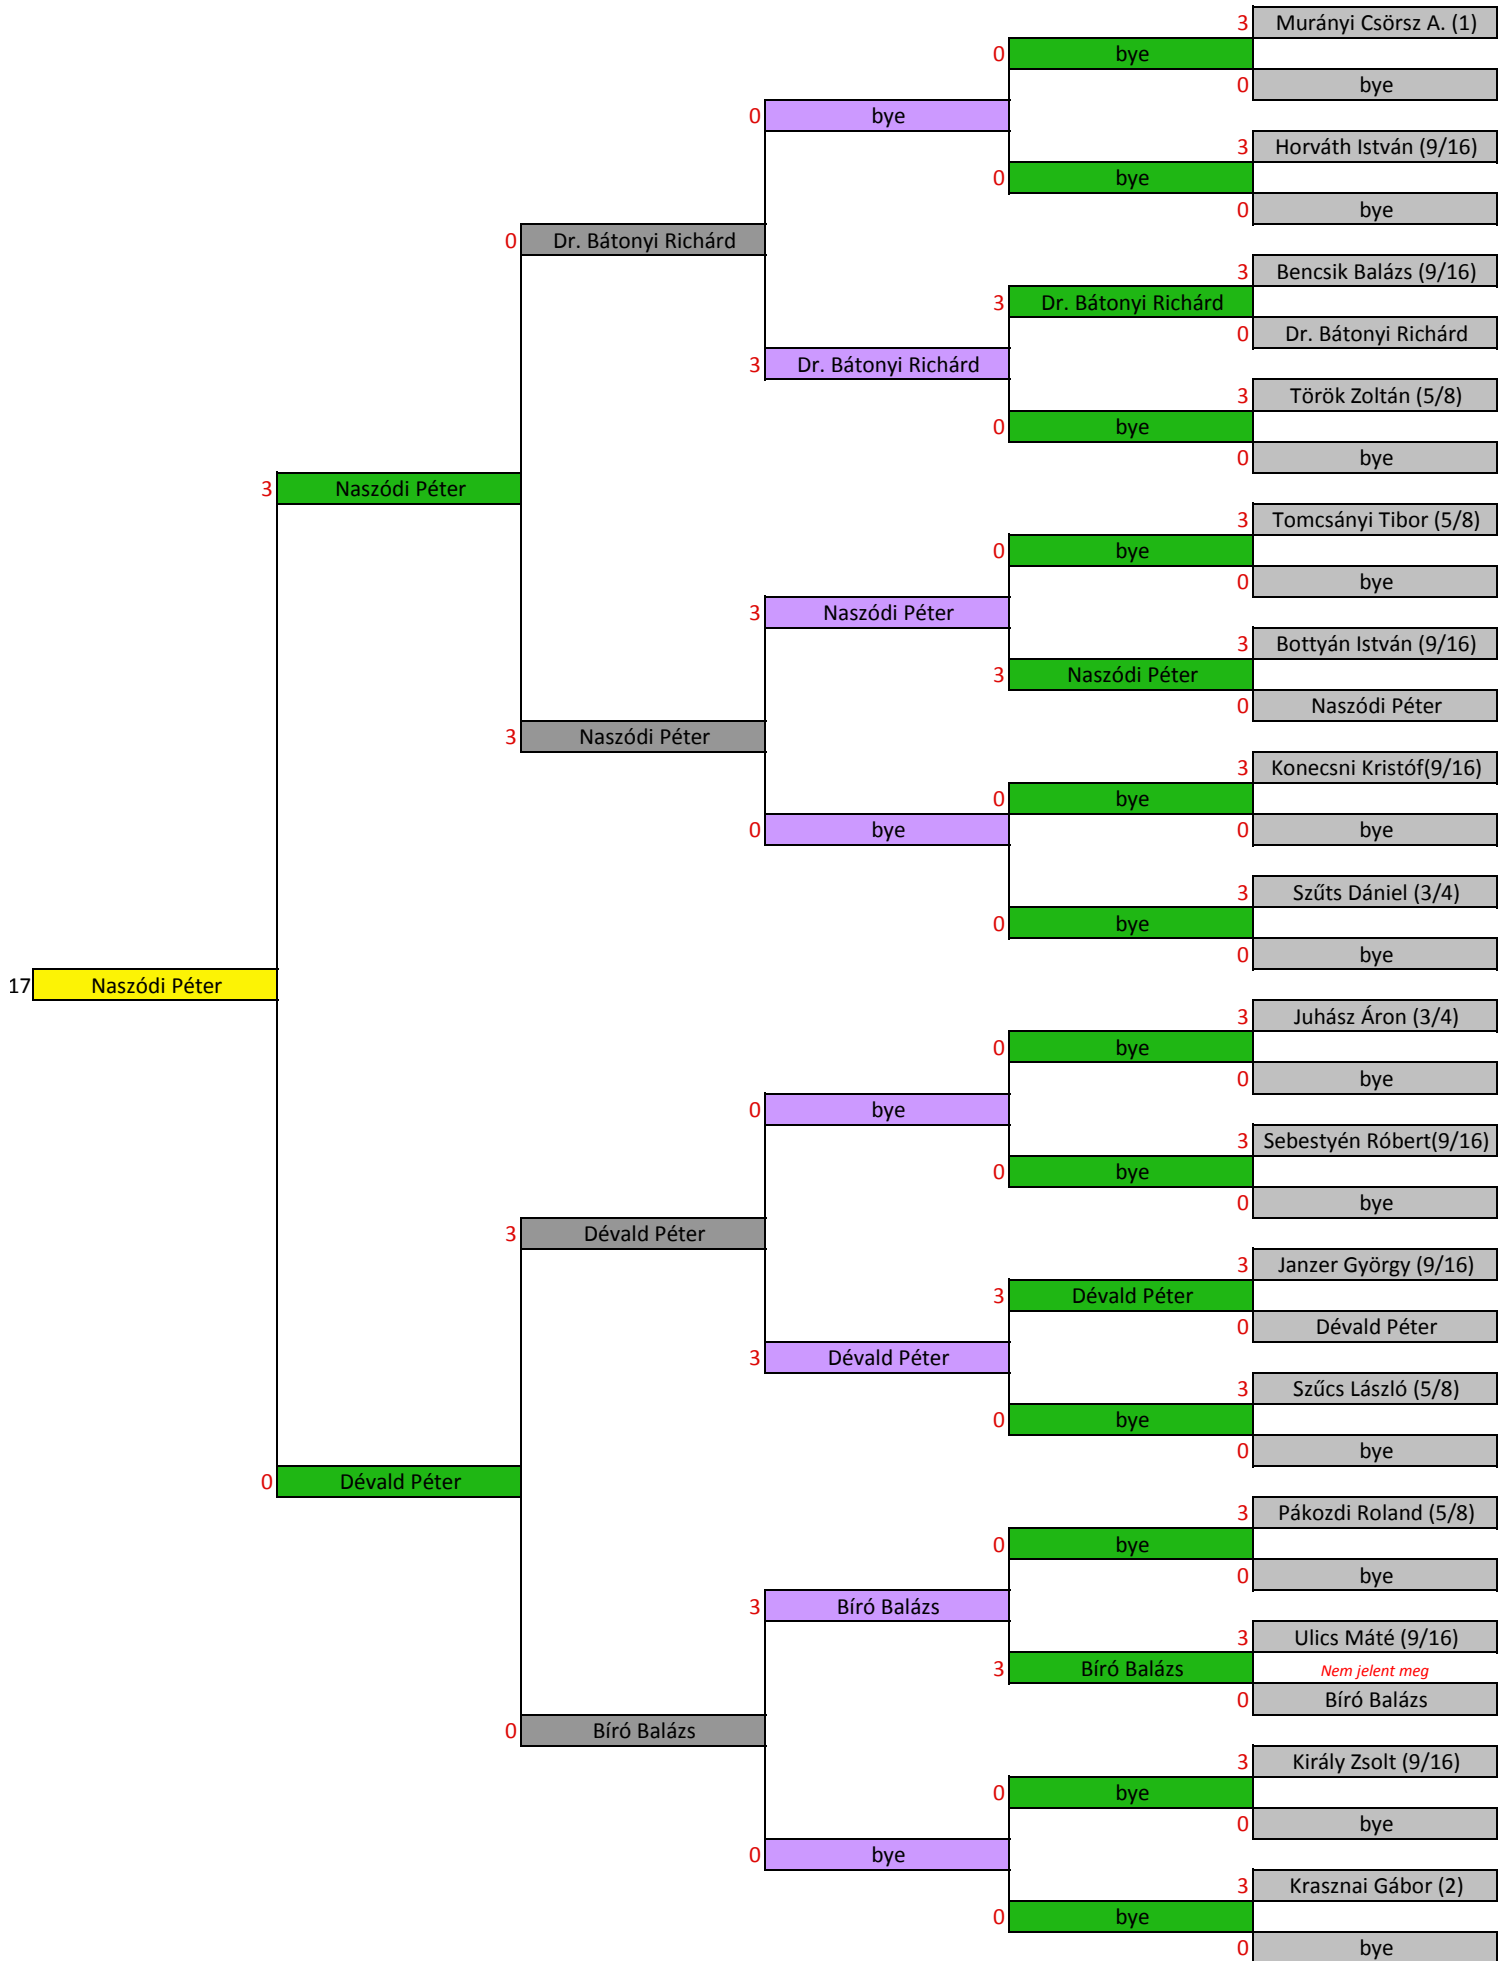 3 Murányi Csörsz A. (1)
0 bye
0 bye
0 bye
3 Horváth István (9/16)
0 bye
0 bye
0 Dr. Bátonyi Richárd
3 Bencsik Balázs (9/16)
3 Dr. Bátonyi Richárd
0 Dr. Bátonyi Richárd
3 Dr. Bátonyi Richárd
3 Török Zoltán (5/8)
0 bye
0 bye
3 Naszódi Péter
3 Tomcsányi Tibor (5/8)
0 bye
0 bye
3 Naszódi Péter
3 Bottyán István (9/16)
3 Naszódi Péter
0 Naszódi Péter
3 Naszódi Péter
3 Konecsni Kristóf(9/16)
0 bye
0 bye
0 bye
3 Szűts Dániel (3/4)
0 bye
0 bye
17 Naszódi Péter
3 Juhász Áron (3/4)
0 bye
0 bye
0 bye
3 Sebestyén Róbert(9/16)
0 bye
0 bye
3 Dévald Péter
3 Janzer György (9/16)
3 Dévald Péter
0 Dévald Péter
3 Dévald Péter
3 Szűcs László (5/8)
0 bye
0 bye
0 Dévald Péter
3 Pákozdi Roland (5/8)
0 bye
0 bye
3 Bíró Balázs
3 Ulics Máté (9/16)
3 Bíró Balázs
Nem jelent meg
0 Bíró Balázs
0 Bíró Balázs
3 Király Zsolt (9/16)
0 bye
0 bye
0 bye
3 Krasznai Gábor (2)
0 bye
0 bye